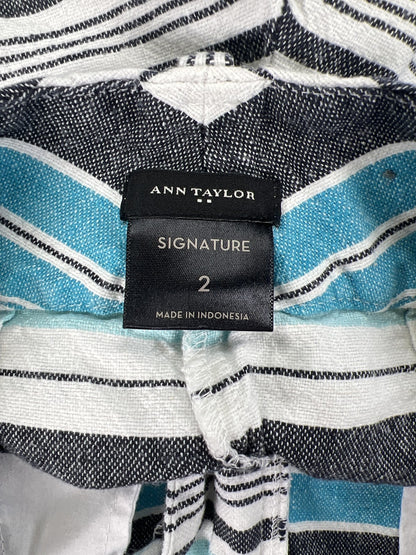 ANN TAYLOR
SIGNATURE
2
MADE IN INDONESIA